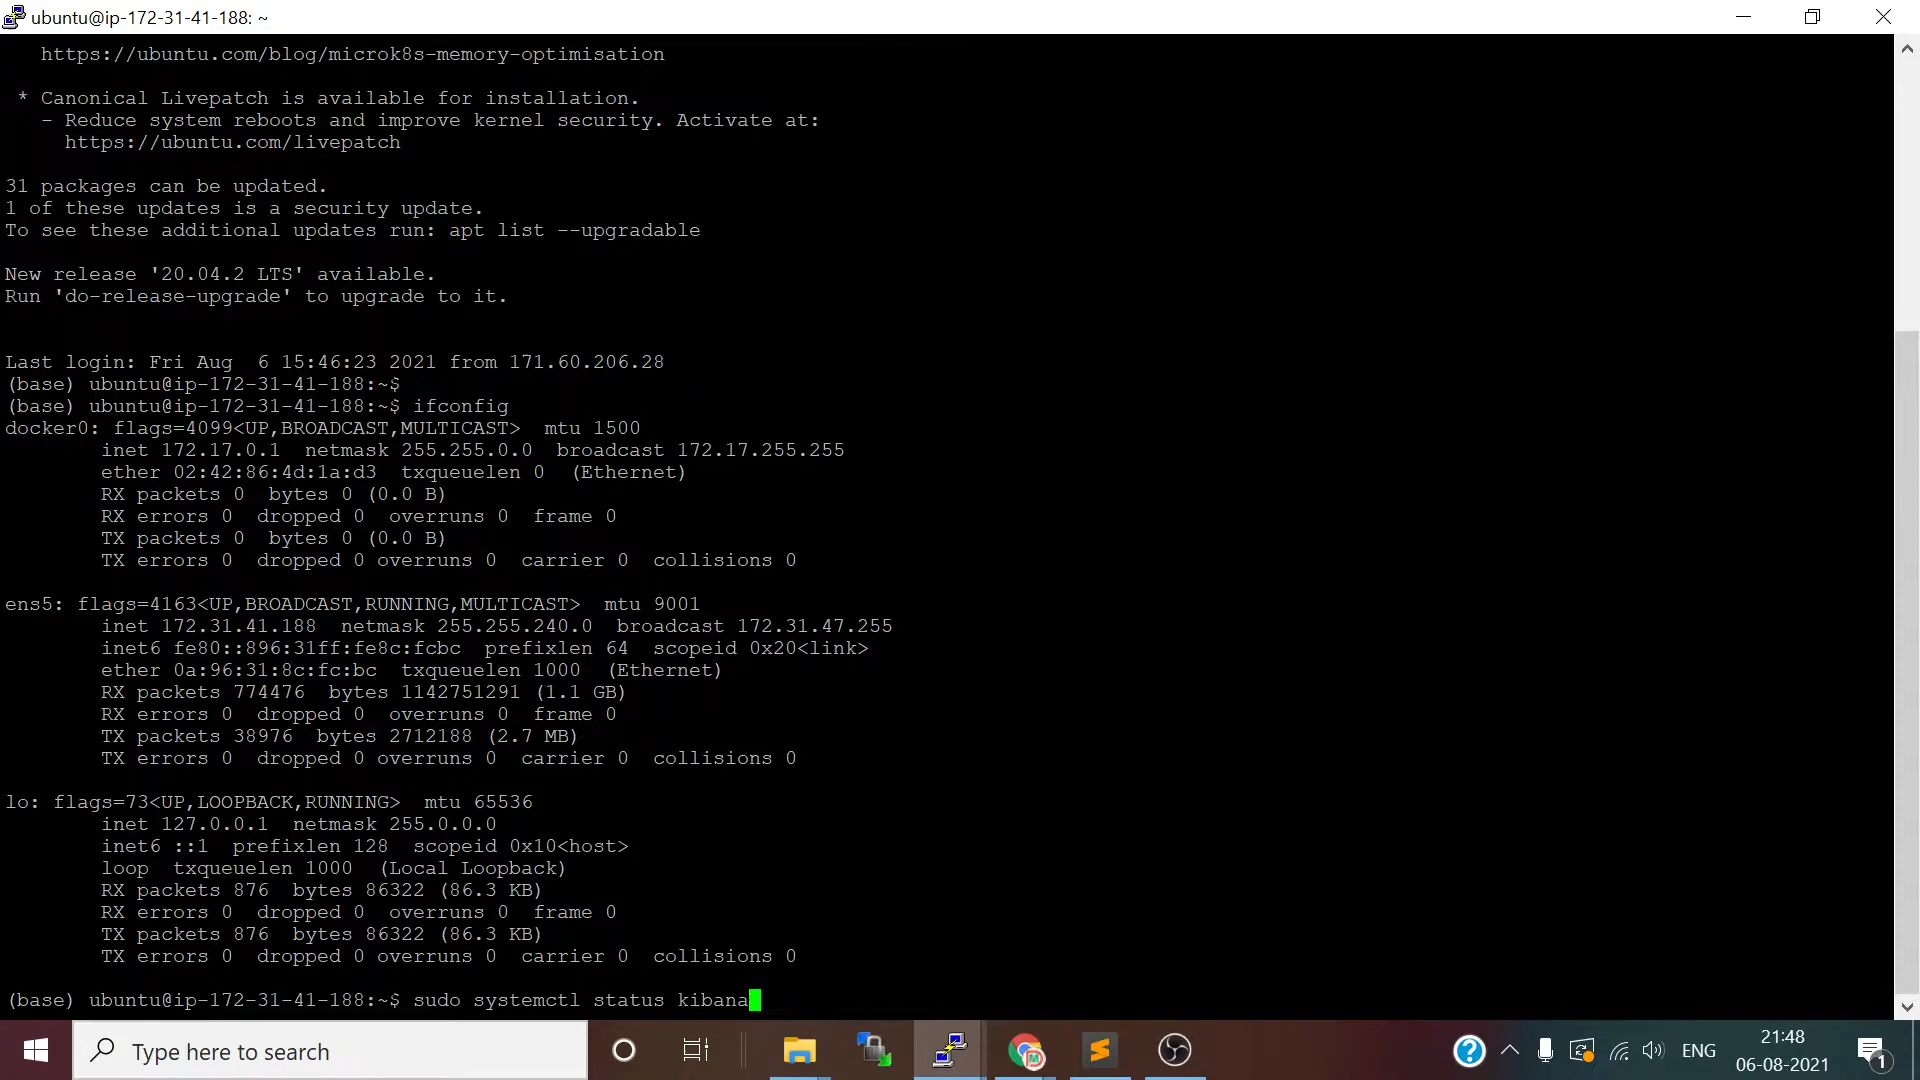 ubuntu@ip-172-31-41-188: ~
https://ubuntu.com/blog/microk8s-memory-optimisation
* Canonical Livepatch is available for installation.
- Reduce system reboots and improve kernel security. Activate at:
https://ubuntu.com/livepatch
31 packages can be updated.
1 of these updates is a security update.
To see these additional updates run: apt list --upgradable
New release '20.04.2 LTS' available.
Run 'do-release-upgrade' to upgrade to it.
Last login: Fri Aug  6 15:46:23 2021 from 171.60.206.28
(base) ubuntu@ip-172-31-41-188:~$
(base) ubuntu@ip-172-31-41-188:~$ ifconfig
docker0: flags=4099<UP,BROADCAST,MULTICAST>  mtu 1500
inet 172.17.0.1  netmask 255.255.0.0  broadcast 172.17.255.255
ether 02:42:86:4d:1a:d3  txqueuelen 0  (Ethernet)
RX packets 0  bytes 0 (0.0 B)
RX errors 0  dropped 0  overruns 0  frame 0
TX packets 0  bytes 0 (0.0 B)
TX errors 0  dropped 0 overruns 0  carrier 0  collisions 0
ens5: flags=4163<UP,BROADCAST,RUNNING,MULTICAST>  mtu 9001
inet 172.31.41.188  netmask 255.255.240.0  broadcast 172.31.47.255
inet6 fe80::896:31ff:fe8c:fcbc  prefixlen 64  scopeid 0x20<link>
ether 0a:96:31:8c:fc:bc  txqueuelen 1000  (Ethernet)
RX packets 774476  bytes 1142751291 (1.1 GB)
RX errors 0  dropped 0  overruns 0  frame 0
TX packets 38976  bytes 2712188 (2.7 MB)
TX errors 0  dropped 0 overruns 0  carrier 0  collisions 0
lo: flags=73<UP,LOOPBACK,RUNNING>  mtu 65536
inet 127.0.0.1  netmask 255.0.0.0
inet6 ::1  prefixlen 128  scopeid 0x10<host>
loop  txqueuelen 1000  (Local Loopback)
RX packets 876  bytes 86322 (86.3 KB)
RX errors 0  dropped 0  overruns 0  frame 0
TX packets 876  bytes 86322 (86.3 KB)
TX errors 0  dropped 0 overruns 0  carrier 0  collisions 0
(base) ubuntu@ip-172-31-41-188:~$ sudo systemctl status kibana
Type here to search
ENG
21:48
06-08-2021
1